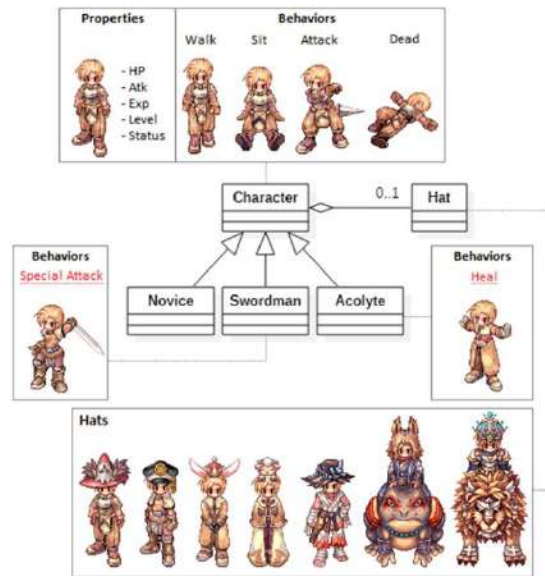 Properties
- HP
- Atk
- Exp
- Level
- Status
Behaviors
Walk Sit Attack Dead
Character
0..1
Hat
Behaviors
Special Attack
Novice
Swordman
Acolyte
Behaviors
Heal
Hats